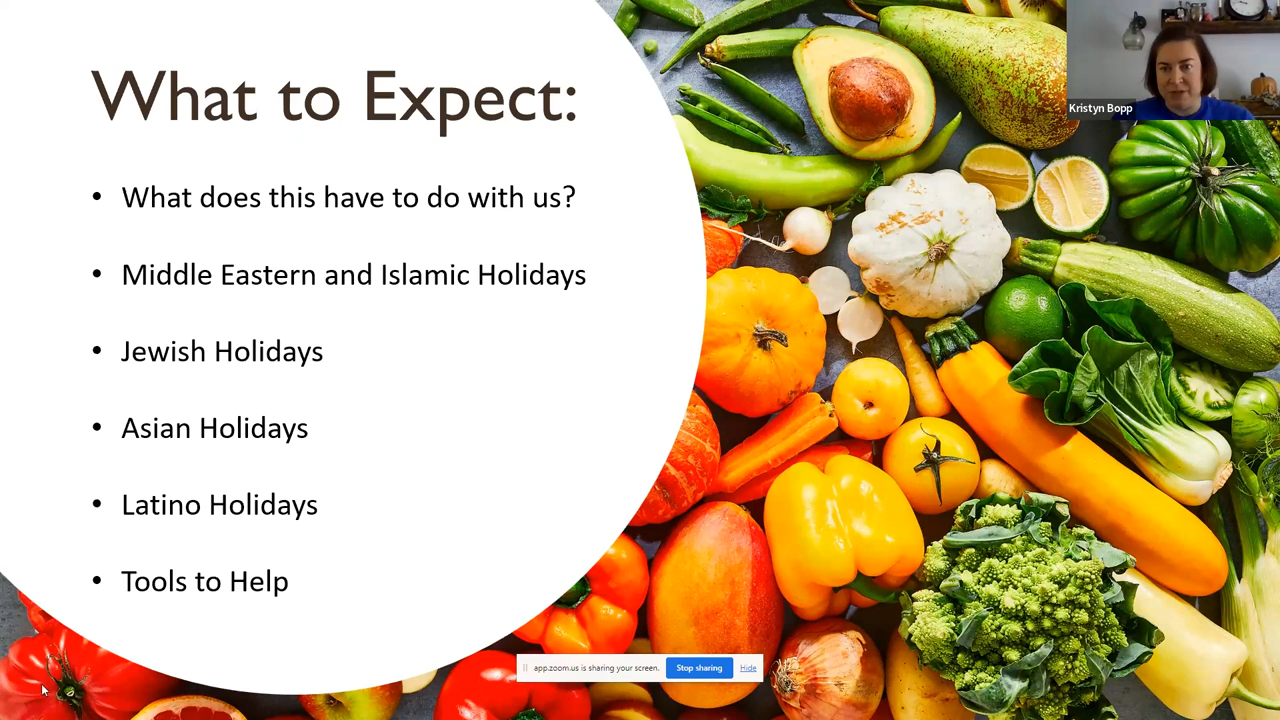 What to Expect:
• What does this have to do with us?
• Middle Eastern and Islamic Holidays
• Jewish Holidays
• Asian Holidays
• Latino Holidays
• Tools to Help
Kristyn Bopp
app.zoom.us is sharing your screen. Stop sharing Hide